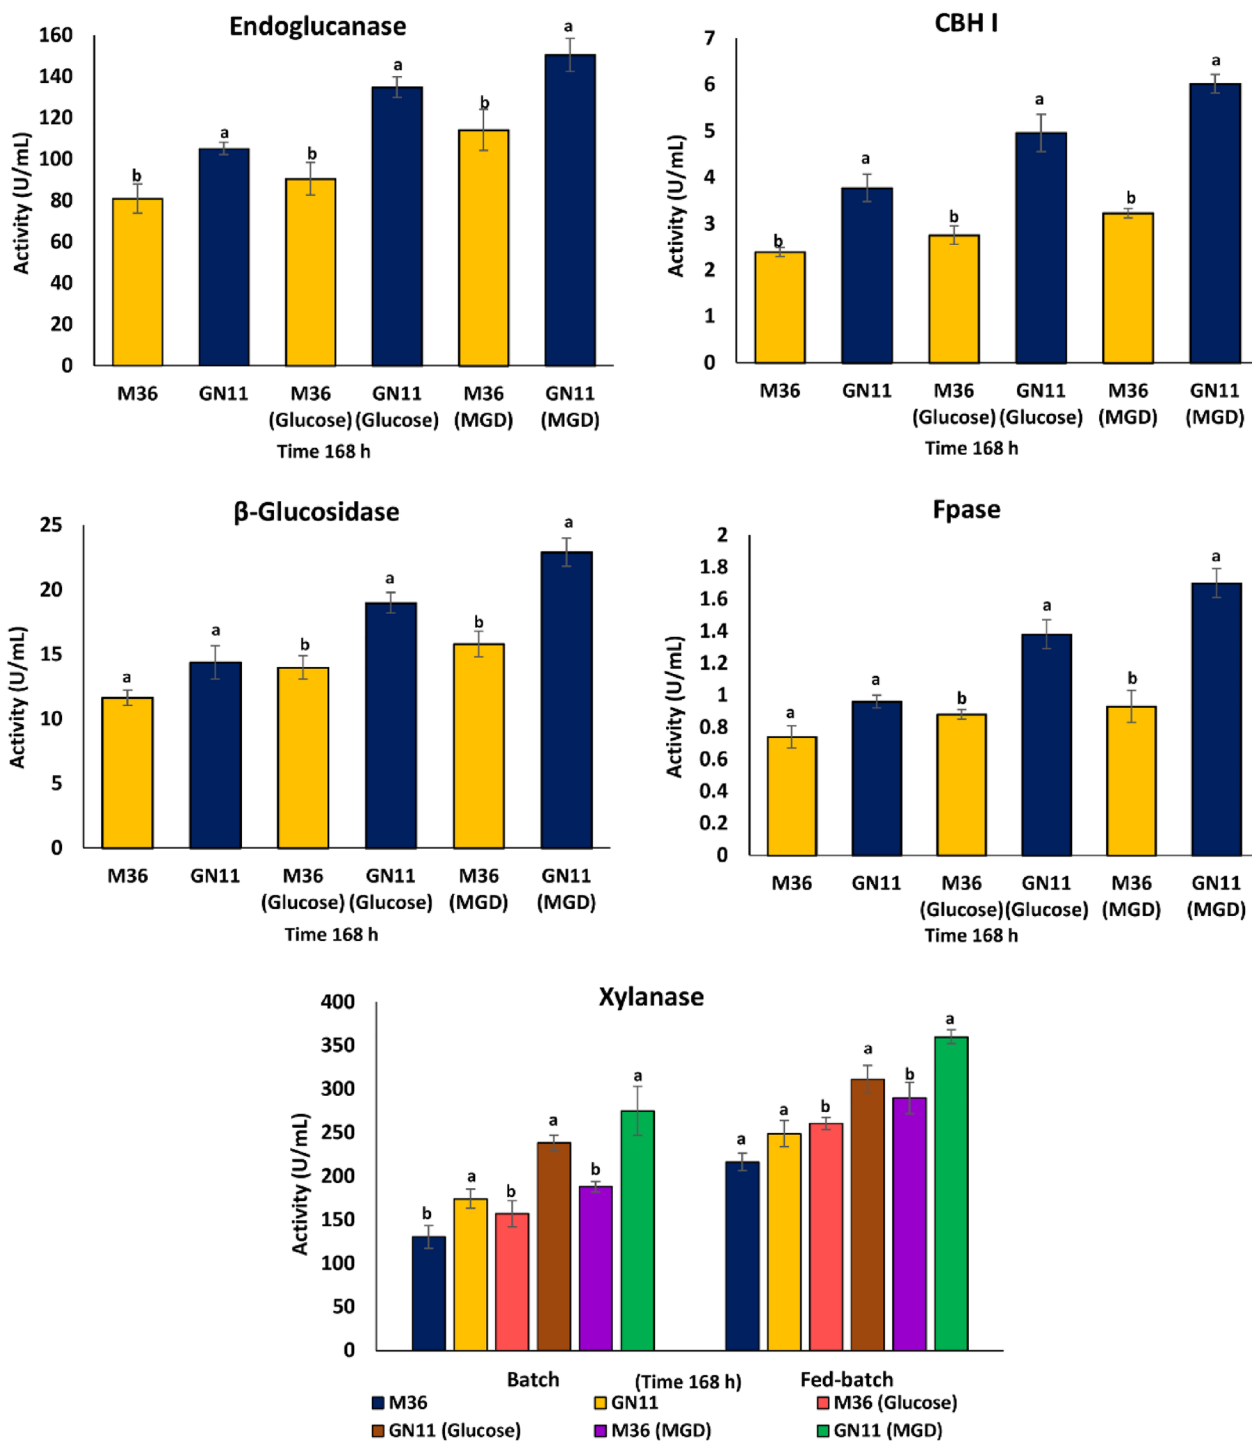 Endoglucanase
160
140
120
100
80
60
40
20
0
Activity (U/mL)
b
a
b
a
b
a
M36
GN11
M36 (Glucose)
GN11 (Glucose)
M36 (MGD)
GN11 (MGD)
Time 168 h
CBH I
7
6
5
4
3
2
1
0
Activity (U/mL)
b
a
b
a
b
a
M36
GN11
M36 (Glucose)
GN11 (Glucose)
M36 (MGD)
GN11 (MGD)
Time 168 h
β-Glucosidase
25
20
15
10
5
0
Activity (U/mL)
a
a
b
a
b
a
M36
GN11
M36 (Glucose)
GN11 (Glucose)
M36 (MGD)
GN11 (MGD)
Time 168 h
Fpase
2
1.8
1.6
1.4
1.2
1
0.8
0.6
0.4
0.2
0
Activity (U/mL)
a
a
b
a
b
a
M36
GN11
M36 (Glucose)
GN11 (Glucose)
M36 (MGD)
GN11 (MGD)
Time 168 h
Xylanase
400
350
300
250
200
150
100
50
0
Activity (U/mL)
b
a
b
a
b
a
a
a
b
a
b
a
Batch
(Time 168 h)
Fed-batch
M36
GN11
M36 (Glucose)
GN11 (Glucose)
M36 (MGD)
GN11 (MGD)